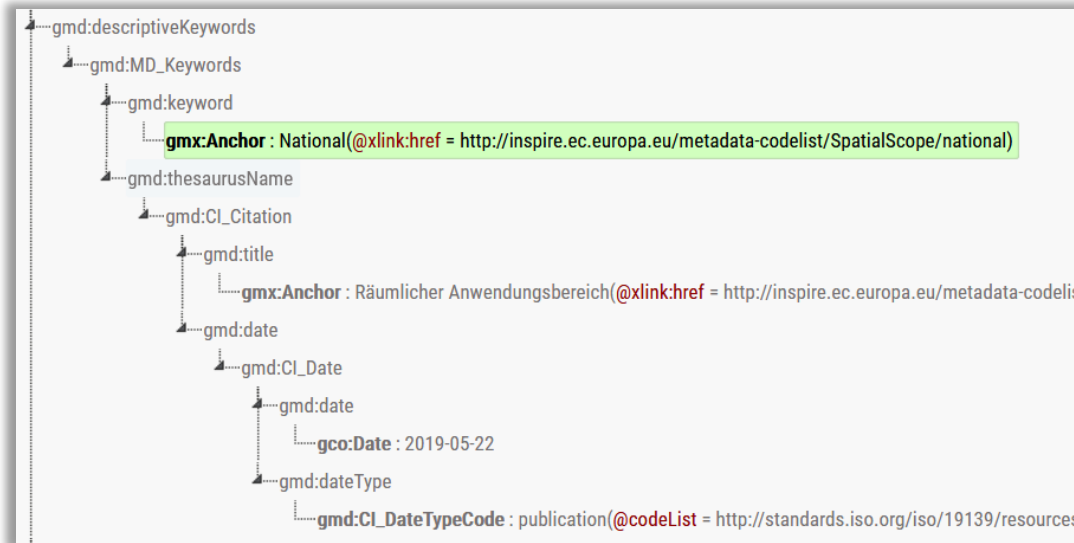 gmd:descriptiveKeywords
gmd:MD_Keywords
gmd:keyword
gmx:Anchor : National(@xlink:href = http://inspire.ec.europa.eu/metadata-codelist/SpatialScope/national)
gmd:thesaurusName
gmd:CI_Citation
gmd:title
gmx:Anchor : Räumlicher Anwendungsbereich(@xlink:href = http://inspire.ec.europa.eu/metadata-codelis
gmd:date
gmd:CI_Date
gmd:date
gco:Date : 2019-05-22
gmd:dateType
gmd:CI_DateTypeCode : publication(@codeList = http://standards.iso.org/iso/19139/resources